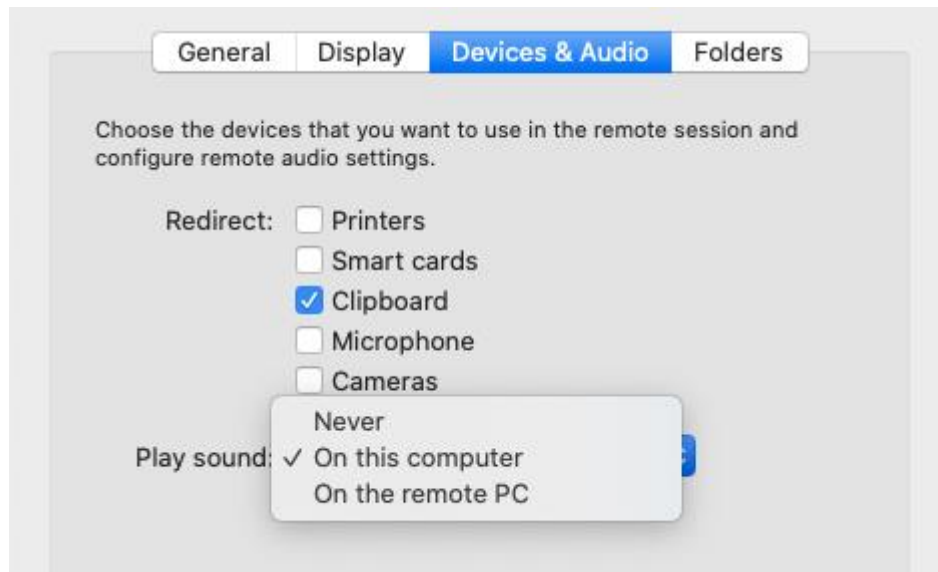 General Display Devices & Audio Folders
Choose the devices that you want to use in the remote session and
configure remote audio settings.
Redirect: Printers
Smart cards
Clipboard
Microphone
Cameras
Never
Play sound: ✓ On this computer
On the remote PC